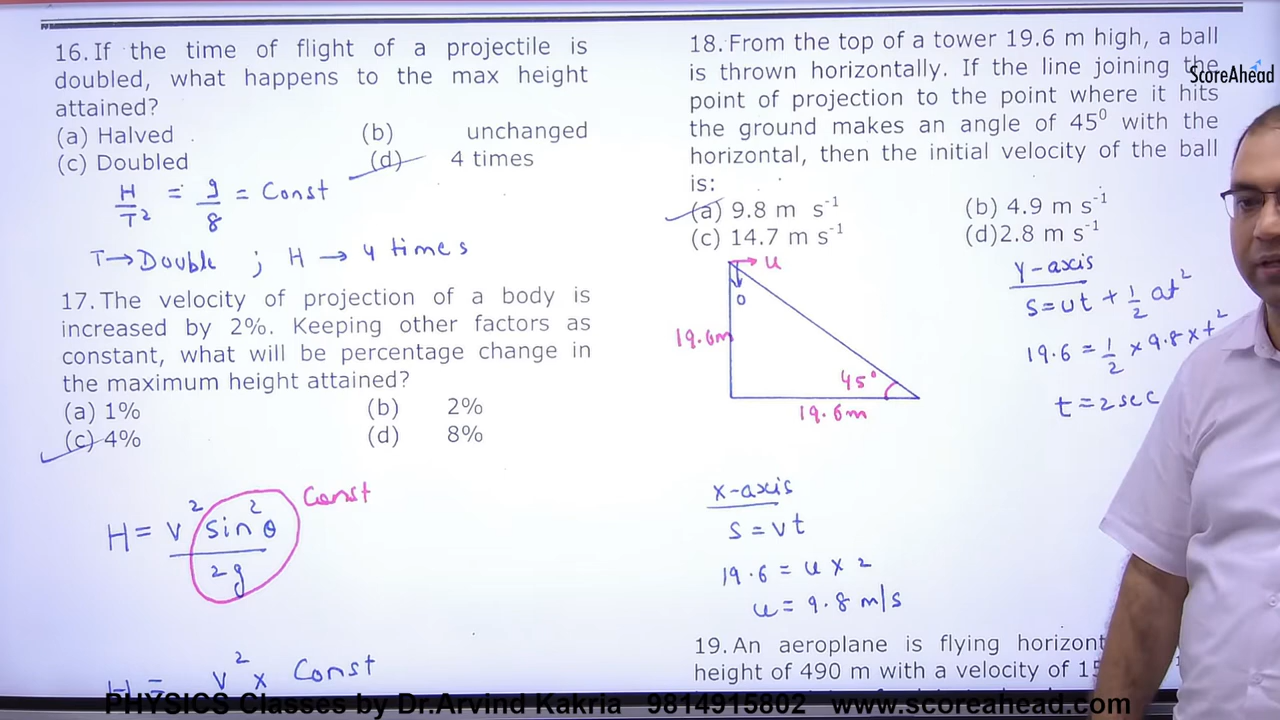 16. If the time of flight of a projectile is
doubled, what happens to the max height
attained?
(a) Halved (b) unchanged
(c) Doubled (d) 4 times
H/T² = g/8 = Const
T→Double ; H → 4 times
17. The velocity of projection of a body is
increased by 2%. Keeping other factors as
constant, what will be percentage change in
the maximum height attained?
(a) 1% (b) 2%
(c) 4% (d) 8%
Const
H = v² sin²θ / 2g
H = v² x Const
18. From the top of a tower 19.6 m high, a ball
is thrown horizontally. If the line joining the
point of projection to the point where it hits
the ground makes an angle of 45⁰ with the
horizontal, then the initial velocity of the ball
is:
(a) 9.8 m s⁻¹ (b) 4.9 m s⁻¹
(c) 14.7 m s⁻¹ (d) 2.8 m s⁻¹
u
0
19.6m
45°
19.6m
Y-axis
S = ut + 1/2 at²
19.6 = 1/2 x 9.8 x t²
t = 2 sec
X-axis
S = vt
19.6 = u x 2
u = 9.8 m/s
19. An aeroplane is flying
height of 490 m with a velocity of
ScoreAhead
PHYSICS Classes by Dr.Arvind Kakria 9814915802 www.scoreahead.com